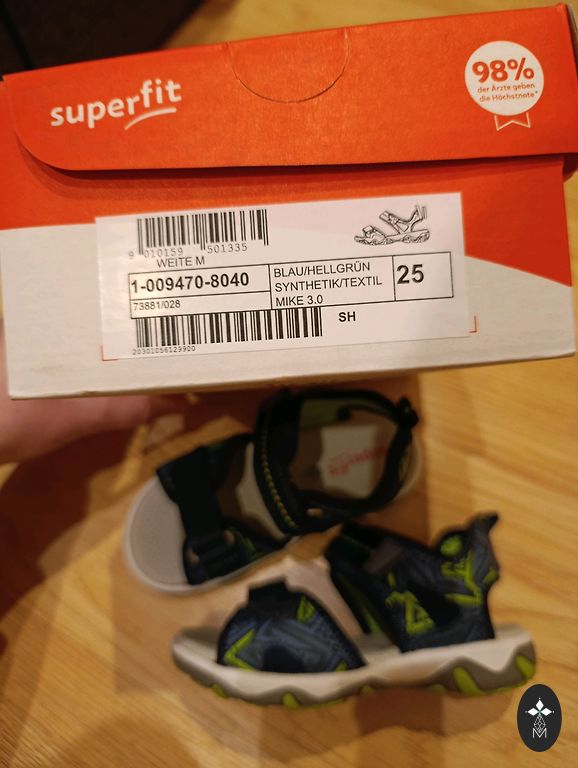 superfit
98%
der Ärzte geben
die Höchstnote*
9 010159 501335
WEITE M
1-009470-8040
73881/028
BLAU/HELLGRÜN
SYNTHETIK/TEXTIL
MIKE 3.0
25
SH
20301056129900
superfit
M